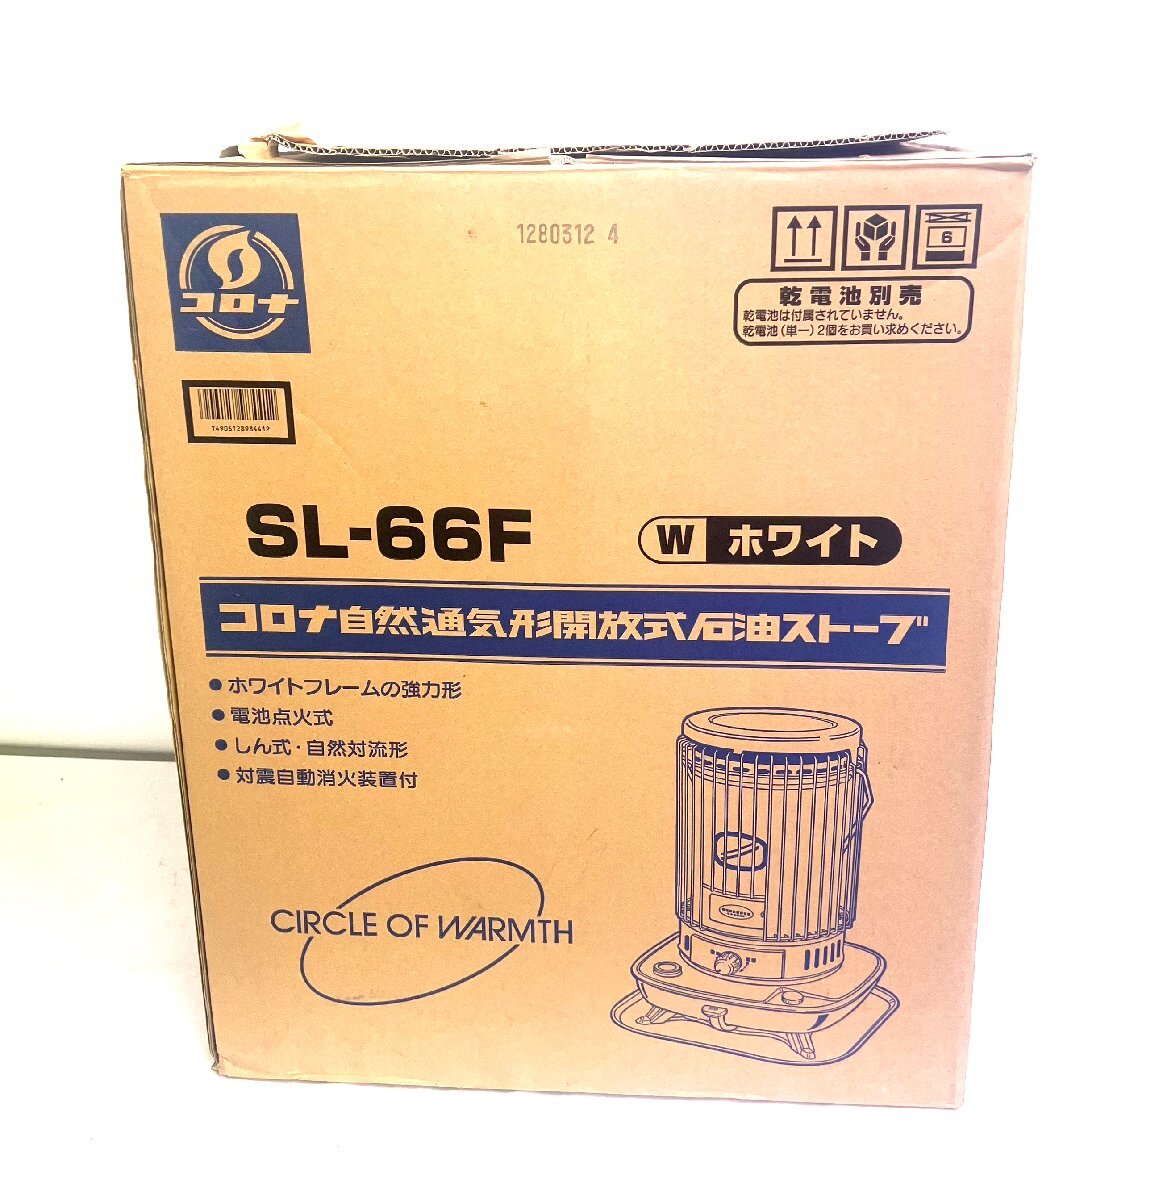 1280312 4
コロナ
6
乾電池別売
乾電池は付属されていません。
乾電池(単一)2個をお買い求めください。
SL-66F
W ホワイト
コロナ自然通気形開放式石油ストーブ
●ホワイトフレームの強力形
●電池点火式
●しん式・自然対流形
●対震自動消火装置付
CIRCLE OF WARMTH